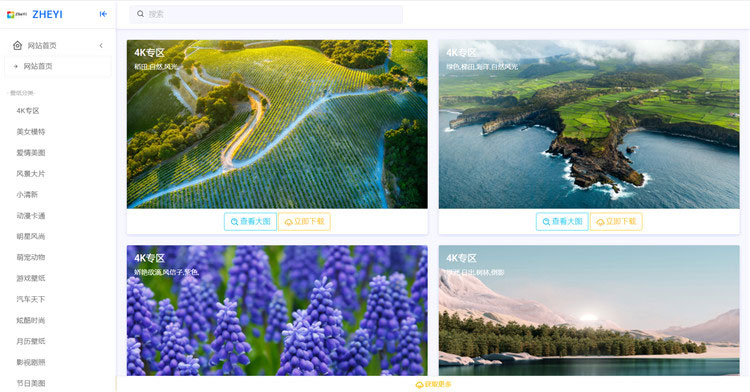 ZHEYI
ZHEYI
搜索
网站首页
网站首页
壁纸分类
4K专区
美女模特
爱情美图
风景大片
小清新
动漫卡通
明星风尚
萌宠动物
游戏壁纸
汽车天下
炫酷时尚
月历壁纸
影视剧照
节日美图
4K专区
稻田,自然,风光
查看大图
立即下载
4K专区
绿色,梯田,海洋,自然风光
查看大图
立即下载
4K专区
娇艳欲滴,风信子,紫色,
4K专区
日出,树林,倒影
获取更多